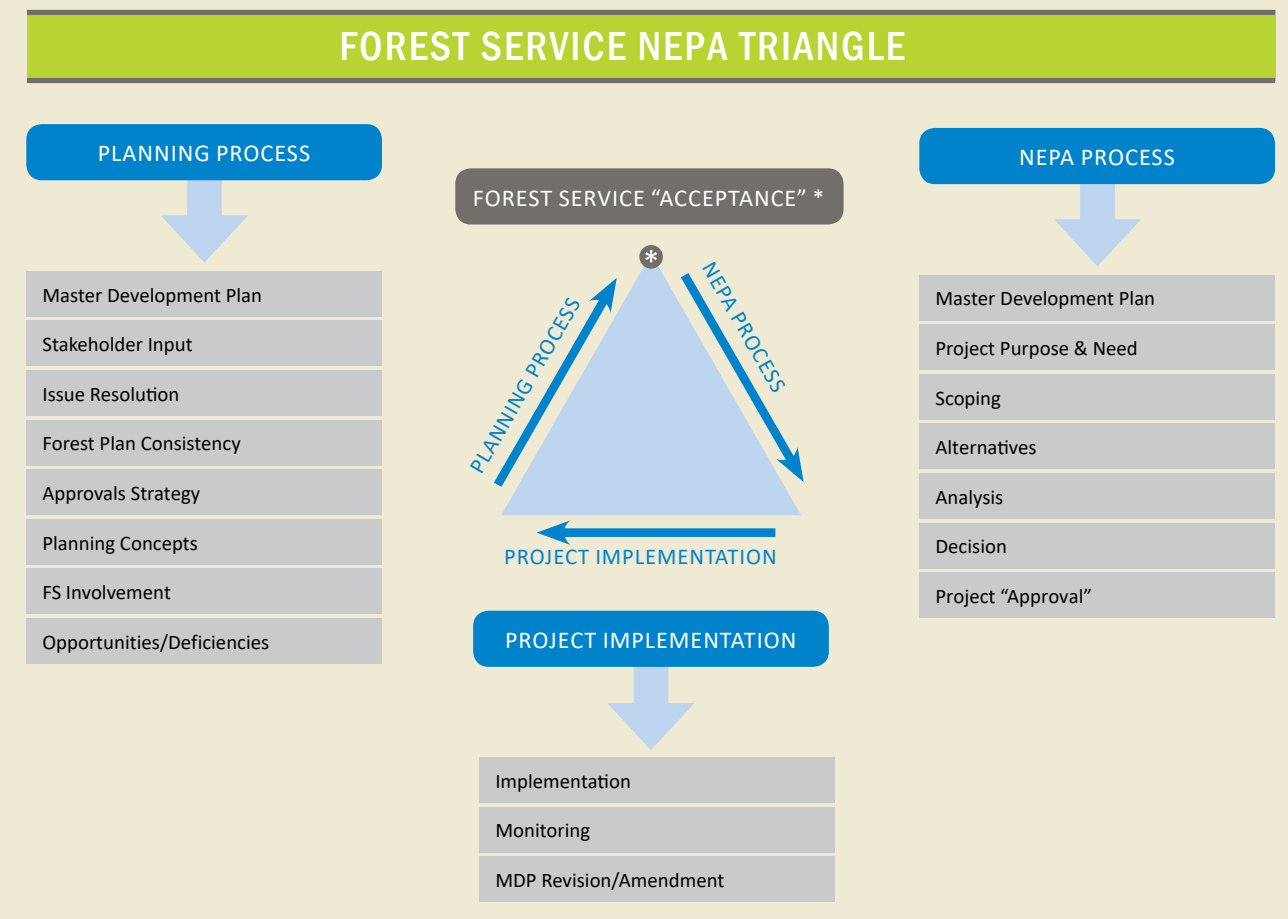 FOREST SERVICE NEPA TRIANGLE
PLANNING PROCESS
Master Development Plan
Stakeholder Input
Issue Resolution
Forest Plan Consistency
Approvals Strategy
Planning Concepts
FS Involvement
Opportunities/Deficiencies
FOREST SERVICE “ACCEPTANCE” *
*
PLANNING PROCESS
NEPA PROCESS
PROJECT IMPLEMENTATION
PROJECT IMPLEMENTATION
Implementation
Monitoring
MDP Revision/Amendment
NEPA PROCESS
Master Development Plan
Project Purpose & Need
Scoping
Alternatives
Analysis
Decision
Project “Approval”